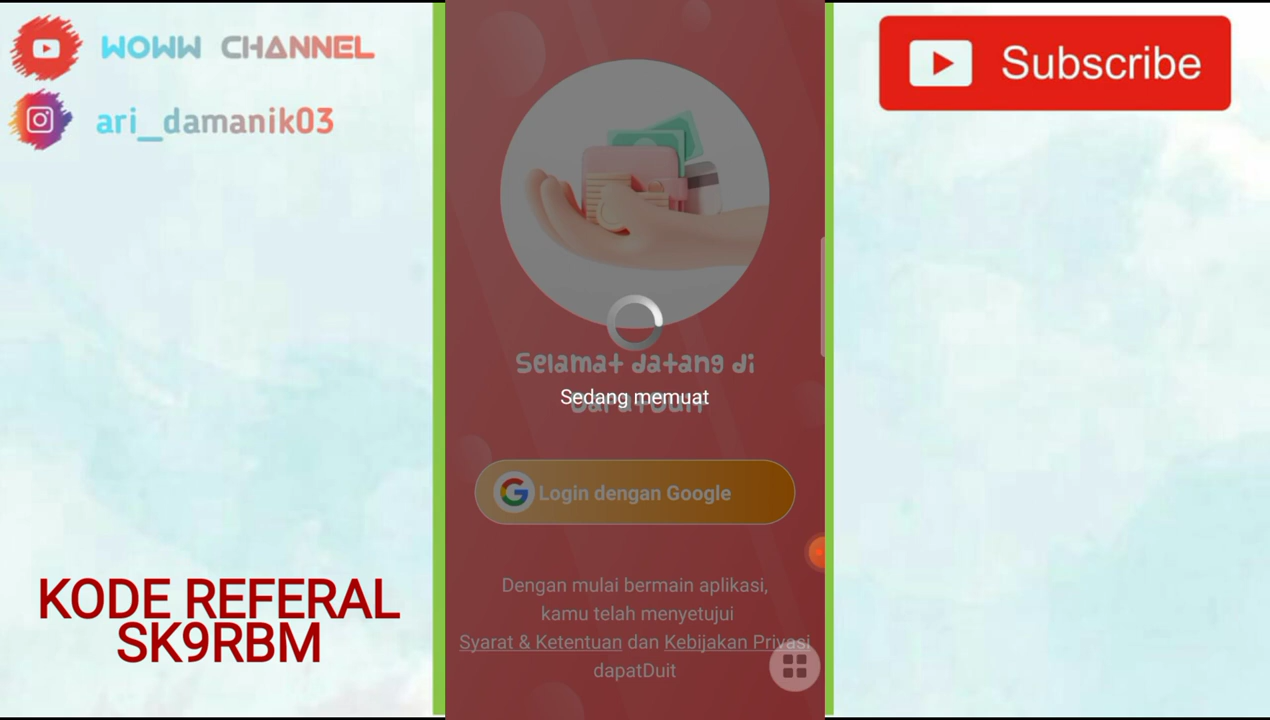 WOWW CHANNEL
ari_damanik03
Subscribe
Selamat datang di
dapatDuit
Sedang memuat
Login dengan Google
Dengan mulai bermain aplikasi,
kamu telah menyetujui
Syarat & Ketentuan dan Kebijakan Privasi
dapatDuit
KODE REFERAL
SK9RBM